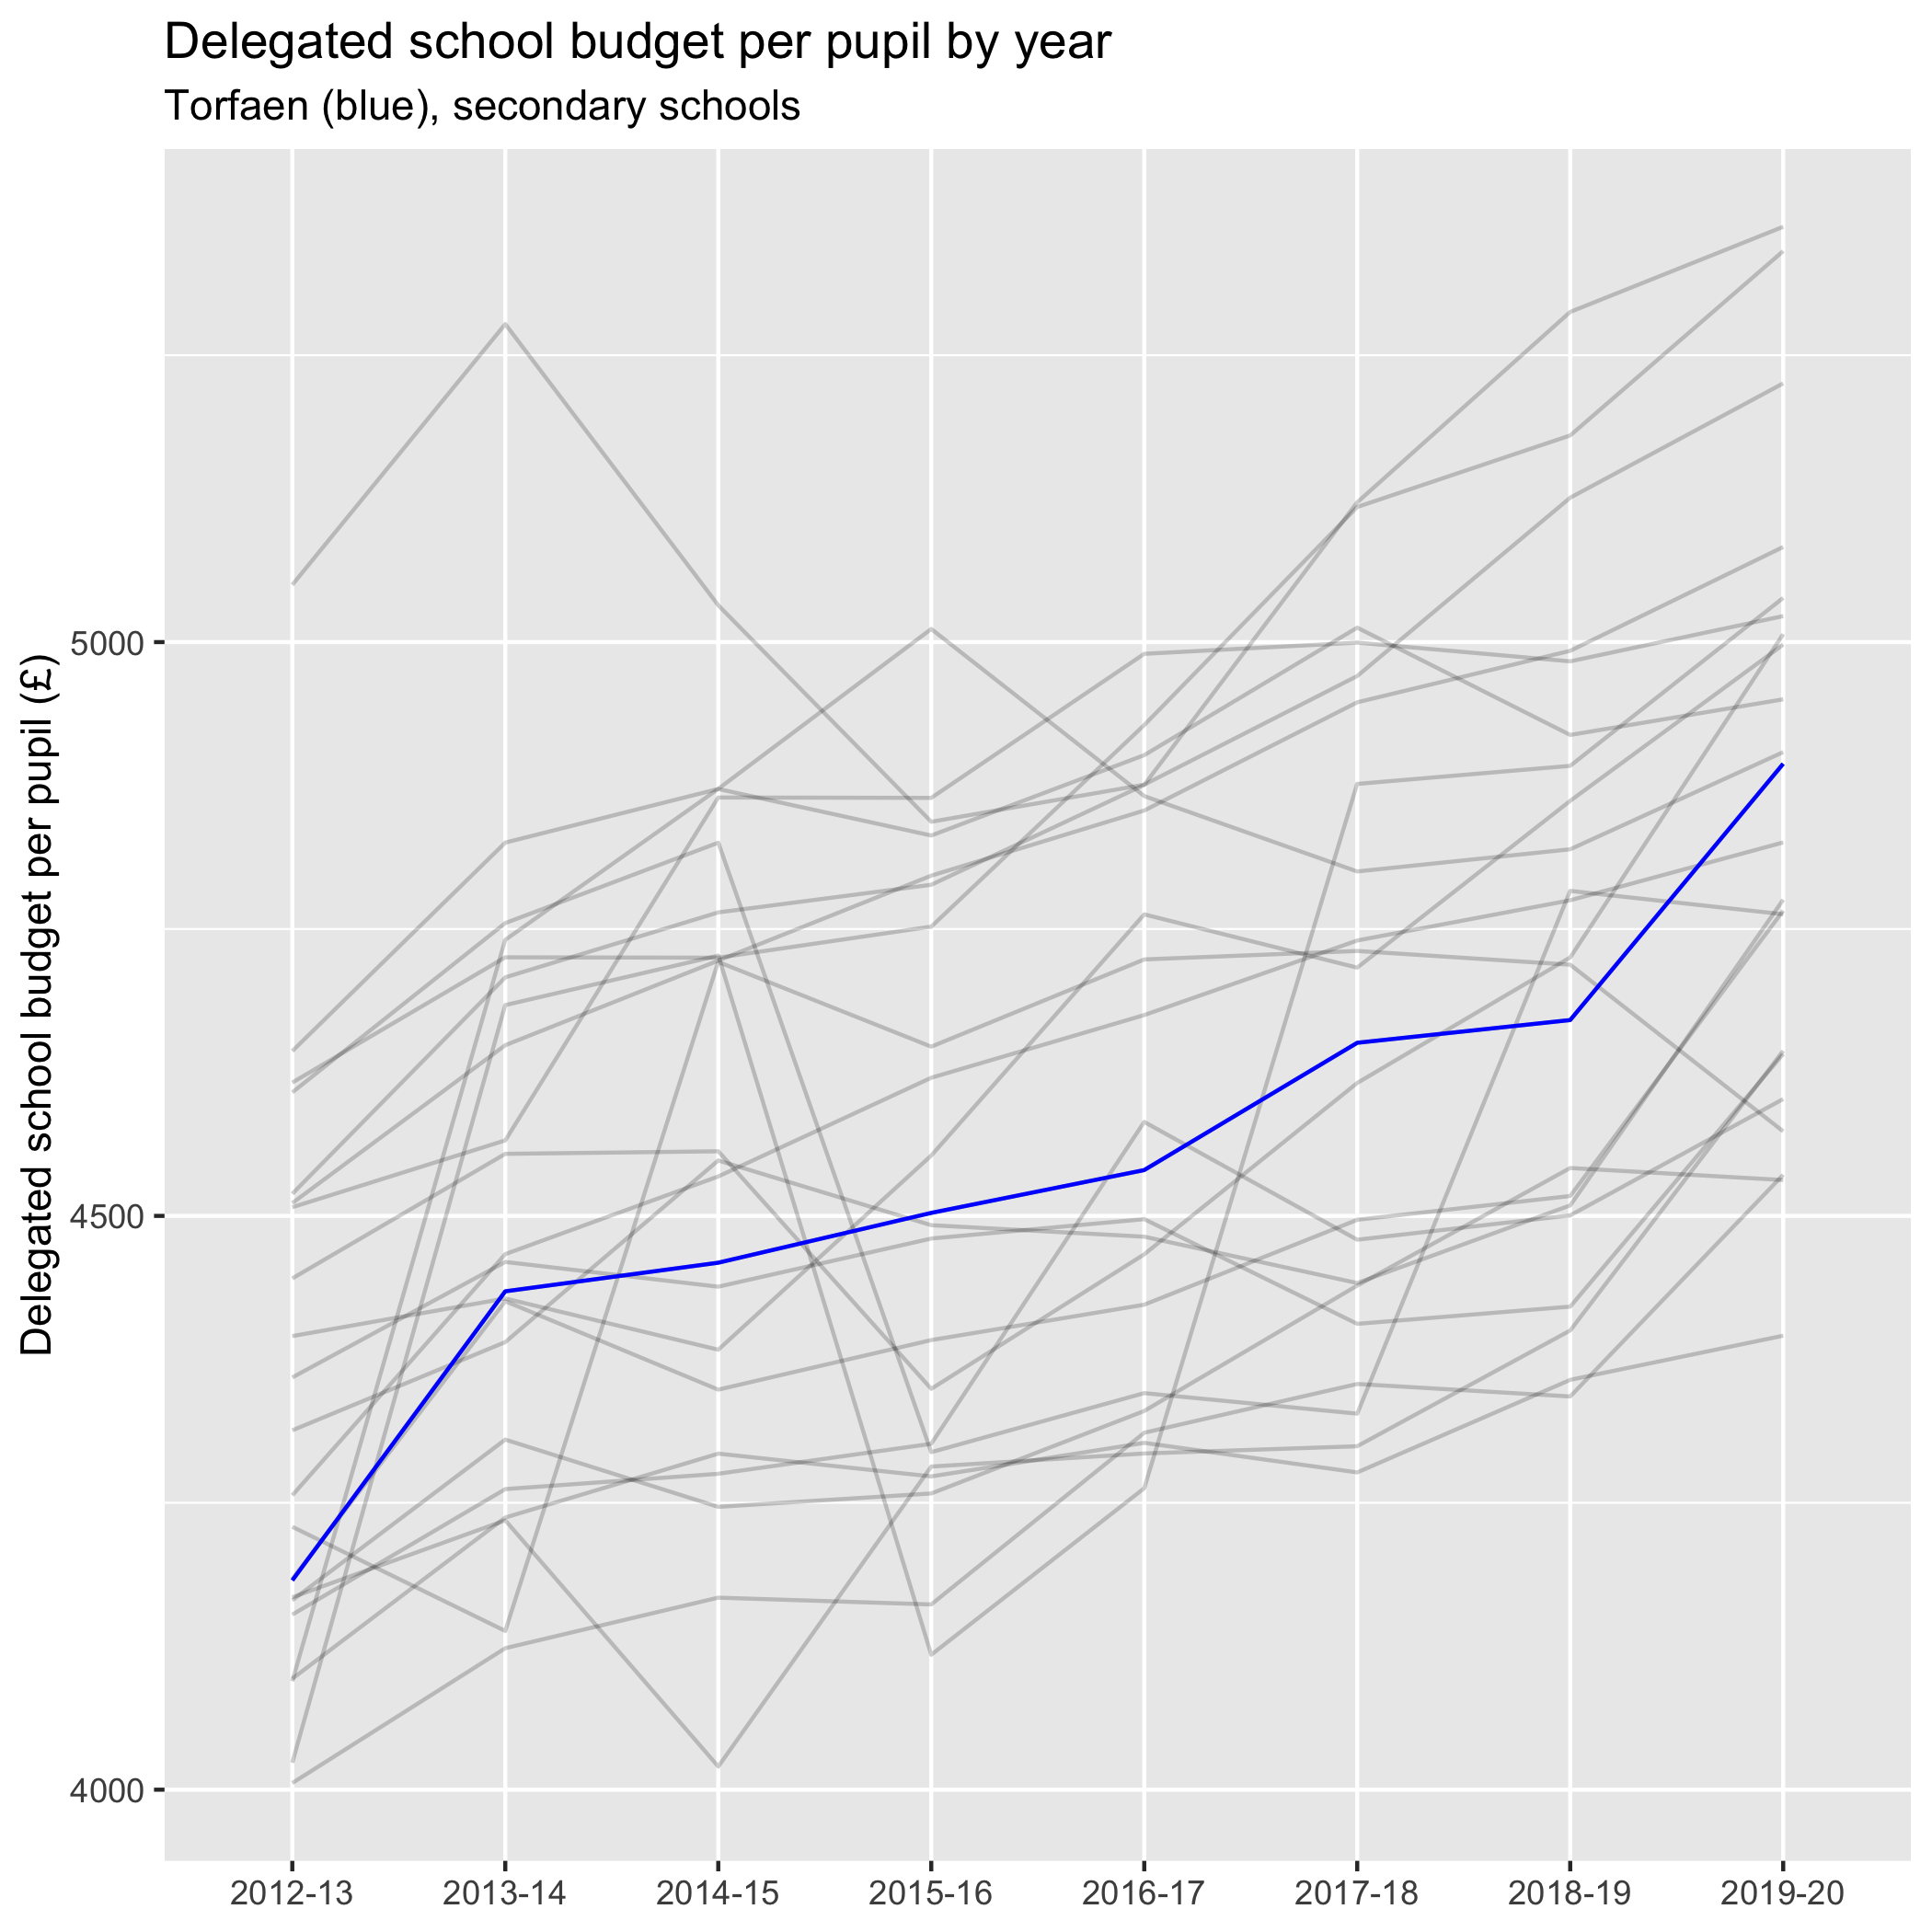 Delegated school budget per pupil by year
Torfaen (blue), secondary schools
Delegated school budget per pupil (£)
5000
4500
4000
2012-13 2013-14 2014-15 2015-16 2016-17 2017-18 2018-19 2019-20